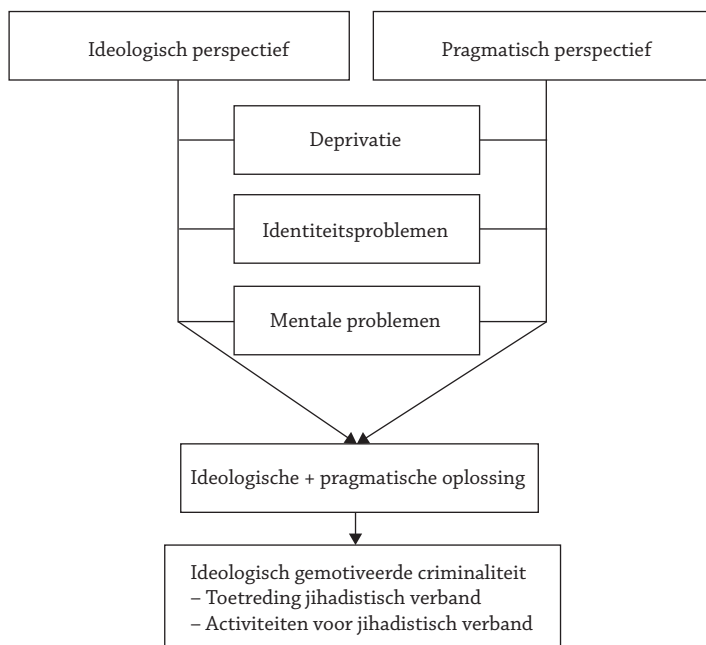 Ideologisch perspectief
Pragmatisch perspectief
Deprivatie
Identiteitsproblemen
Mentale problemen
Ideologische + pragmatische oplossing
Ideologisch gemotiveerde criminaliteit
– Toetreding jihadistisch verband
– Activiteiten voor jihadistisch verband